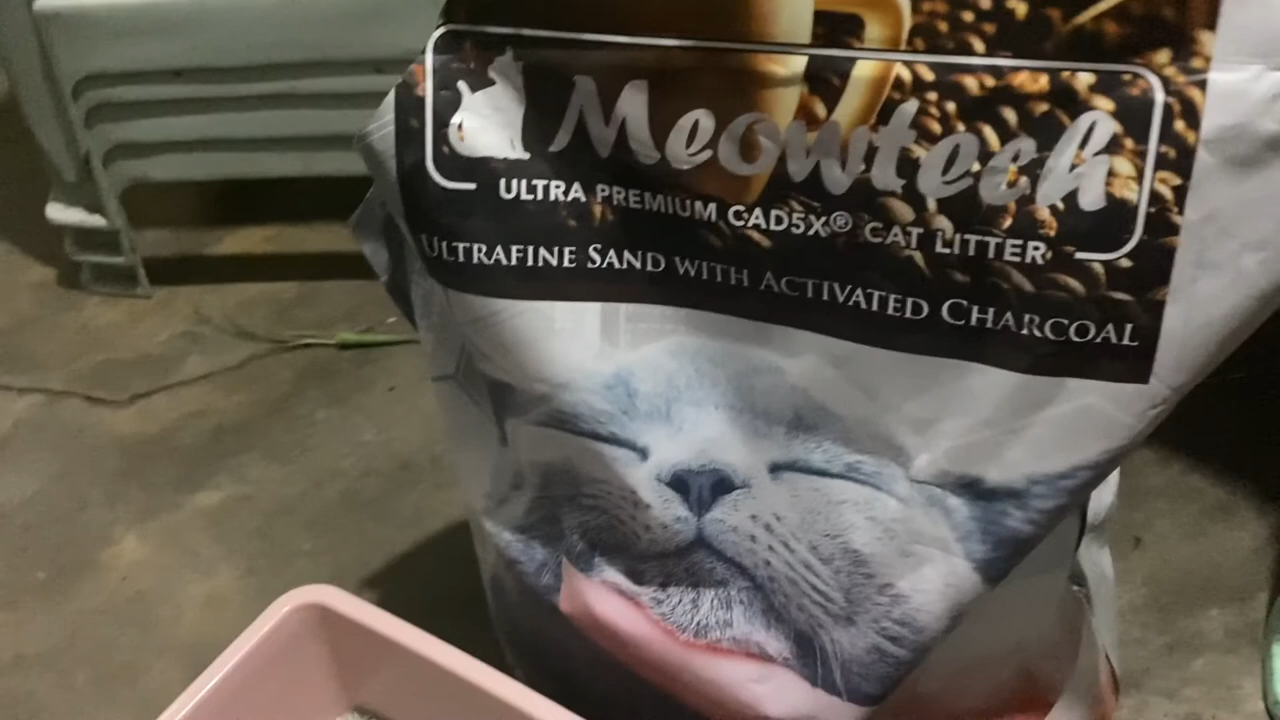 Meowtech
ULTRA PREMIUM CAD5X® CAT LITTER
ULTRAFINE SAND WITH ACTIVATED CHARCOAL